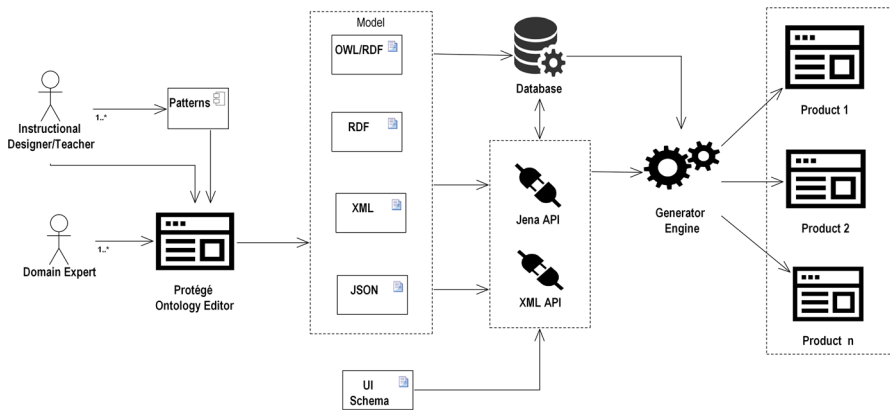 Model
OWL/RDF
RDF
XML
JSON
UI
Schema
Instructional
Designer/Teacher
1..*
Patterns
Domain Expert
1..*
Protégé
Ontology Editor
Database
Jena API
XML API
Generator
Engine
Product 1
Product 2
Product n